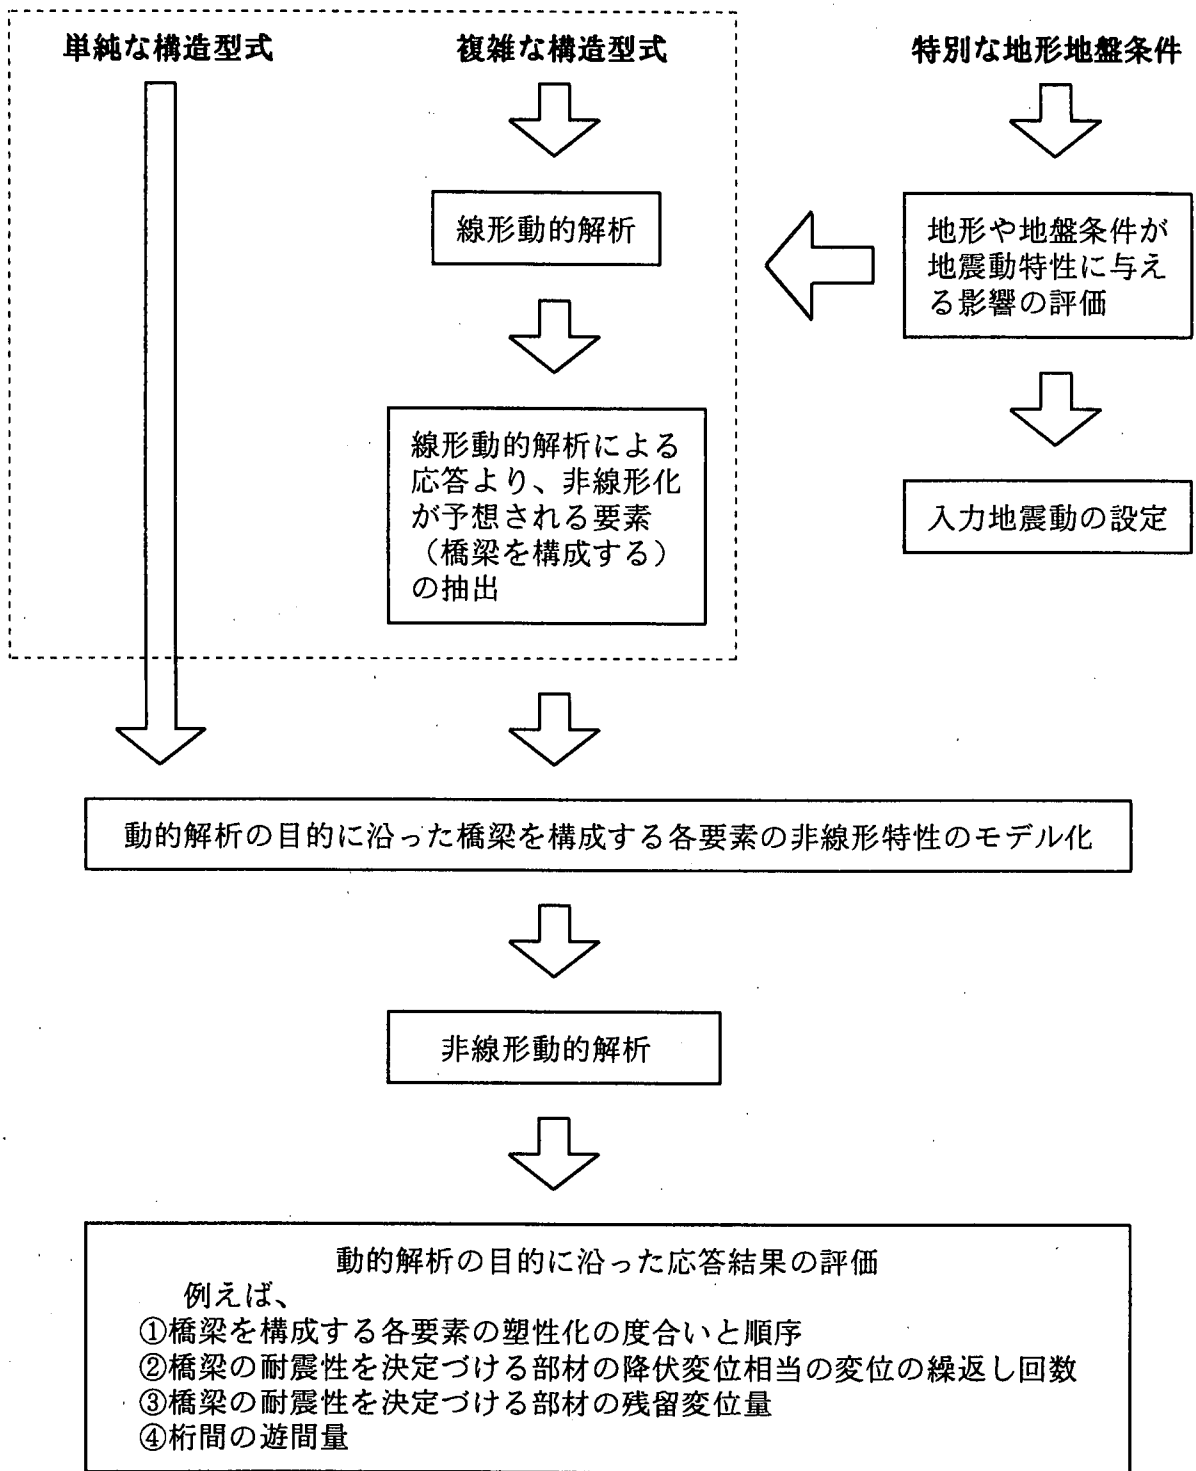 単純な構造型式
複雑な構造型式
特別な地形地盤条件
線形動的解析
地形や地盤条件が
地震動特性に与え
る影響の評価
線形動的解析による
応答より、非線形化
が予想される要素
（橋梁を構成する）
の抽出
入力地震動の設定
動的解析の目的に沿った橋梁を構成する各要素の非線形特性のモデル化
非線形動的解析
動的解析の目的に沿った応答結果の評価
例えば、
①橋梁を構成する各要素の塑性化の度合いと順序
②橋梁の耐震性を決定づける部材の降伏変位相当の変位の繰返し回数
③橋梁の耐震性を決定づける部材の残留変位量
④桁間の遊間量